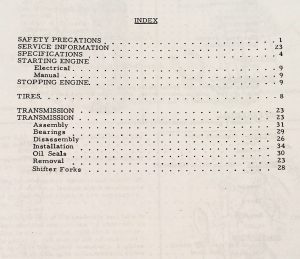 INDEX
SAFETY PRECATIONS . . . . . . . . . . . . . . . . . . . . 1
SERVICE INFORMATION . . . . . . . . . . . . . . . . . . . . 23
SPECIFICATIONS . . . . . . . . . . . . . . . . . . . . 4
STARTING ENGINE
Electrical . . . . . . . . . . . . . . . . . . . . 9
Manual . . . . . . . . . . . . . . . . . . . . 9
STOPPING ENGINE . . . . . . . . . . . . . . . . . . . . 9
TIRES . . . . . . . . . . . . . . . . . . . . 8
TRANSMISSION . . . . . . . . . . . . . . . . . . . . 23
TRANSMISSION . . . . . . . . . . . . . . . . . . . . 23
Assembly . . . . . . . . . . . . . . . . . . . . 31
Bearings . . . . . . . . . . . . . . . . . . . . 29
Disassembly . . . . . . . . . . . . . . . . . . . . 26
Installation . . . . . . . . . . . . . . . . . . . . 34
Oil Seals . . . . . . . . . . . . . . . . . . . . 30
Removal . . . . . . . . . . . . . . . . . . . . 23
Shifter Forks . . . . . . . . . . . . . . . . . . . . 28